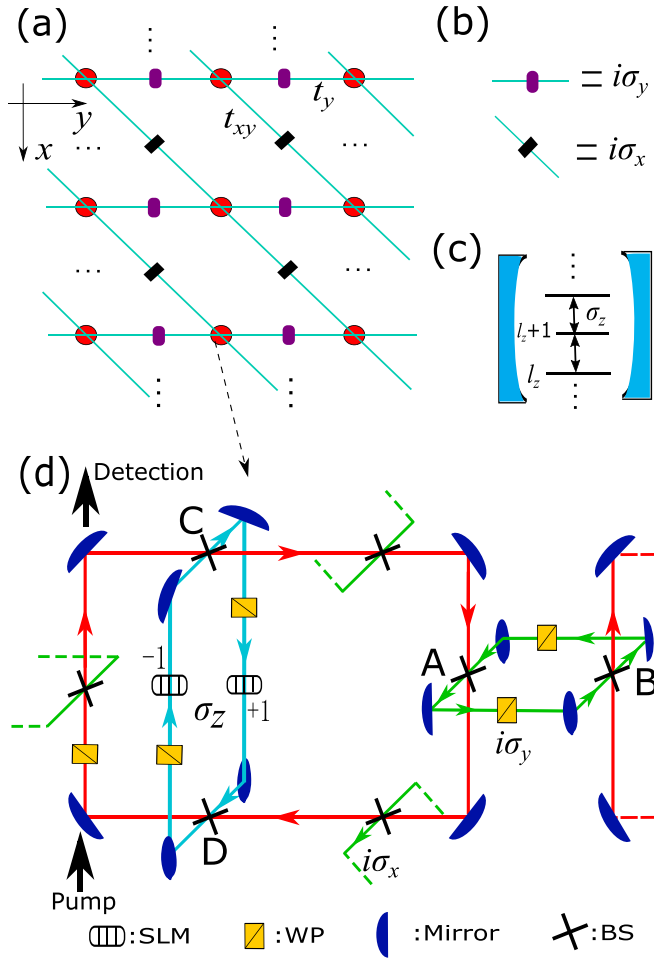 (a)
(b)
⋮ ⋮
t_y
= iσ_y
y
t_xy
x
... ...
= iσ_x
(c)
... ...
⋮
σ_z
l_z+1
l_z
⋮
⋮ ⋮
(d)
Detection
C
-1
A
B
σ_z
+1
iσ_y
D
iσ_x
Pump
:SLM :WP :Mirror :BS